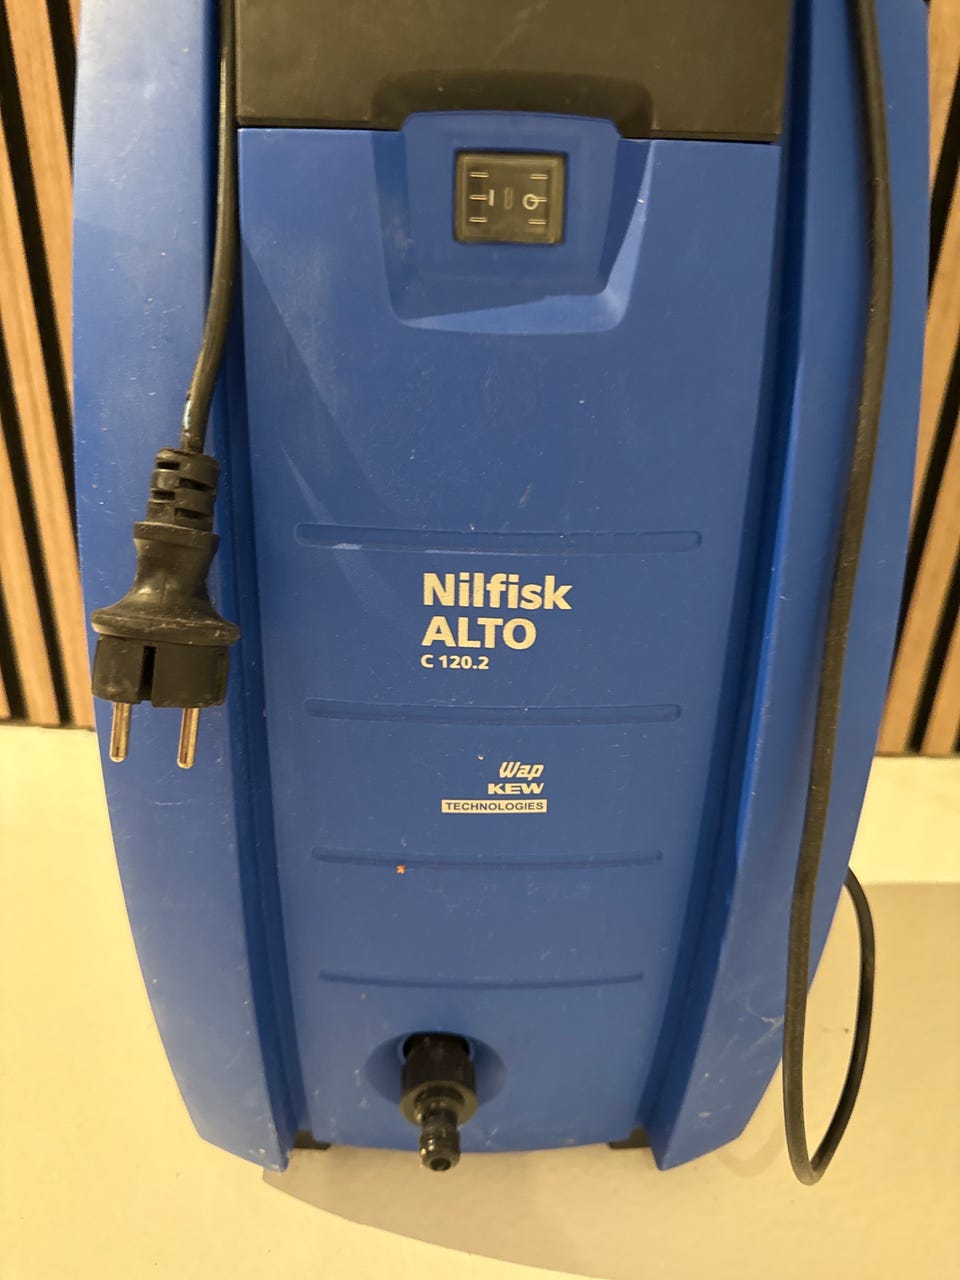 I O
Nilfisk
ALTO
C 120.2
Wap
KEW
TECHNOLOGIES